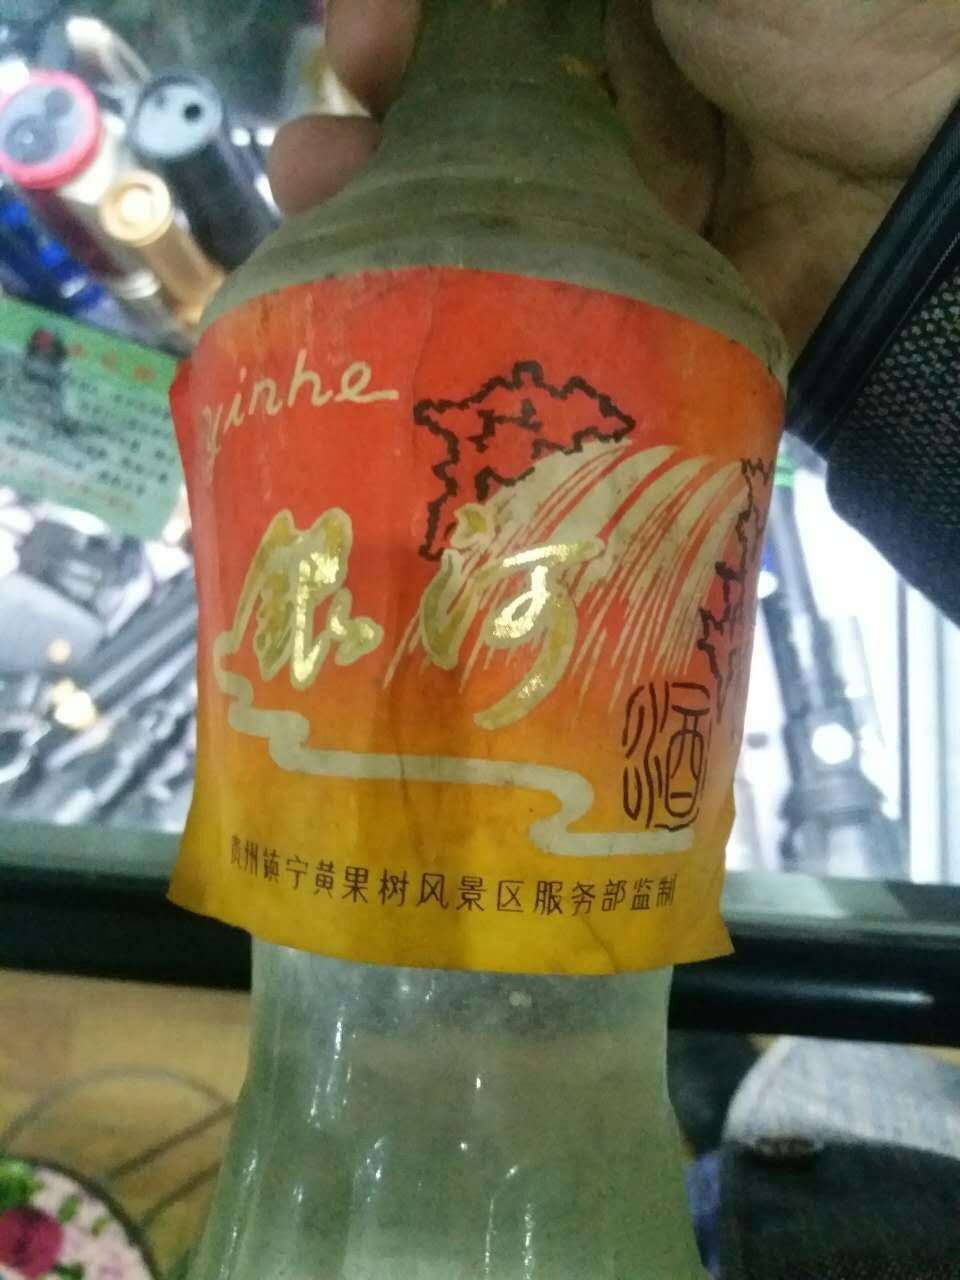 yinhe
银河
酒
贵州镇宁黄果树风景区服务部监制